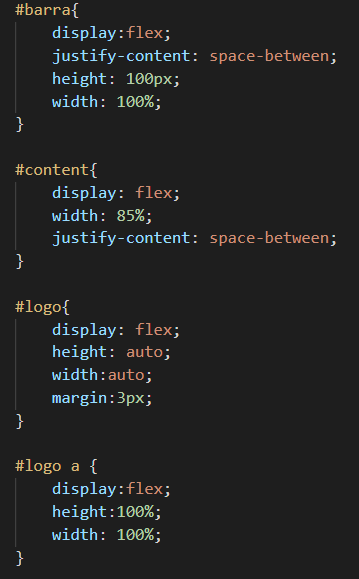 #barra{
    display:flex;
    justify-content: space-between;
    height: 100px;
    width: 100%;
}

#content{
    display: flex;
    width: 85%;
    justify-content: space-between;
}

#logo{
    display: flex;
    height: auto;
    width:auto;
    margin:3px;
}

#logo a {
    display:flex;
    height:100%;
    width: 100%;
}